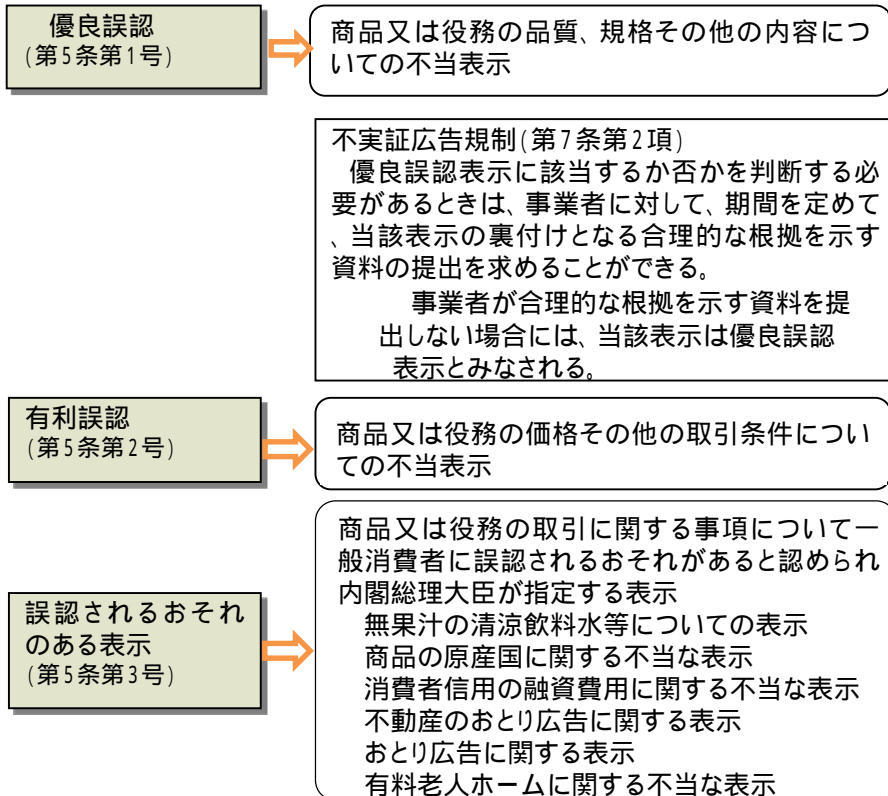 優良誤認
(第5条第1号)
商品又は役務の品質、規格その他の内容につ
いての不当表示
不実証広告規制(第7条第2項)
優良誤認表示に該当するか否かを判断する必
要があるときは、事業者に対して、期間を定めて
、当該表示の裏付けとなる合理的な根拠を示す
資料の提出を求めることができる。
事業者が合理的な根拠を示す資料を提
出しない場合には、当該表示は優良誤認
表示とみなされる。
有利誤認
(第5条第2号)
商品又は役務の価格その他の取引条件につい
ての不当表示
誤認されるおそれ
のある表示
(第5条第3号)
商品又は役務の取引に関する事項について一
般消費者に誤認されるおそれがあると認められ
内閣総理大臣が指定する表示
無果汁の清涼飲料水等についての表示
商品の原産国に関する不当な表示
消費者信用の融資費用に関する不当な表示
不動産のおとり広告に関する表示
おとり広告に関する表示
有料老人ホームに関する不当な表示